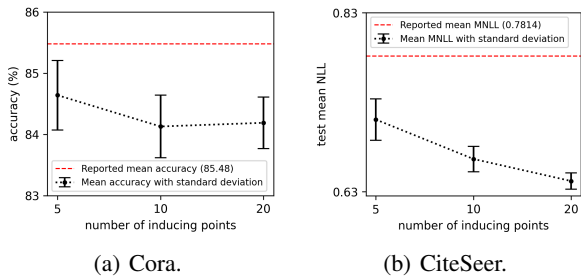 86
85
84
83
accuracy (%)
Reported mean accuracy (85.48)
Mean accuracy with standard deviation
5
10
20
number of inducing points
(a) Cora.
0.83
0.63
test mean NLL
Reported mean MNLL (0.7814)
Mean MNLL with standard deviation
5
10
20
number of inducing points
(b) CiteSeer.